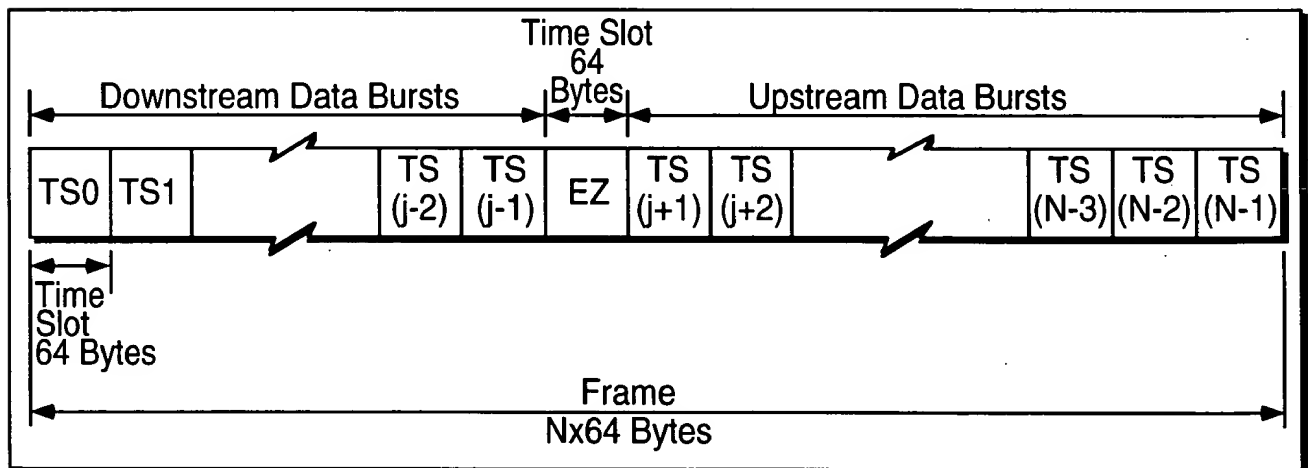 Time Slot
64
Bytes
Downstream Data Bursts
Upstream Data Bursts
TS0
TS1
TS
(j-2)
TS
(j-1)
EZ
TS
(j+1)
TS
(j+2)
TS
(N-3)
TS
(N-2)
TS
(N-1)
Time
Slot
64 Bytes
Frame
Nx64 Bytes